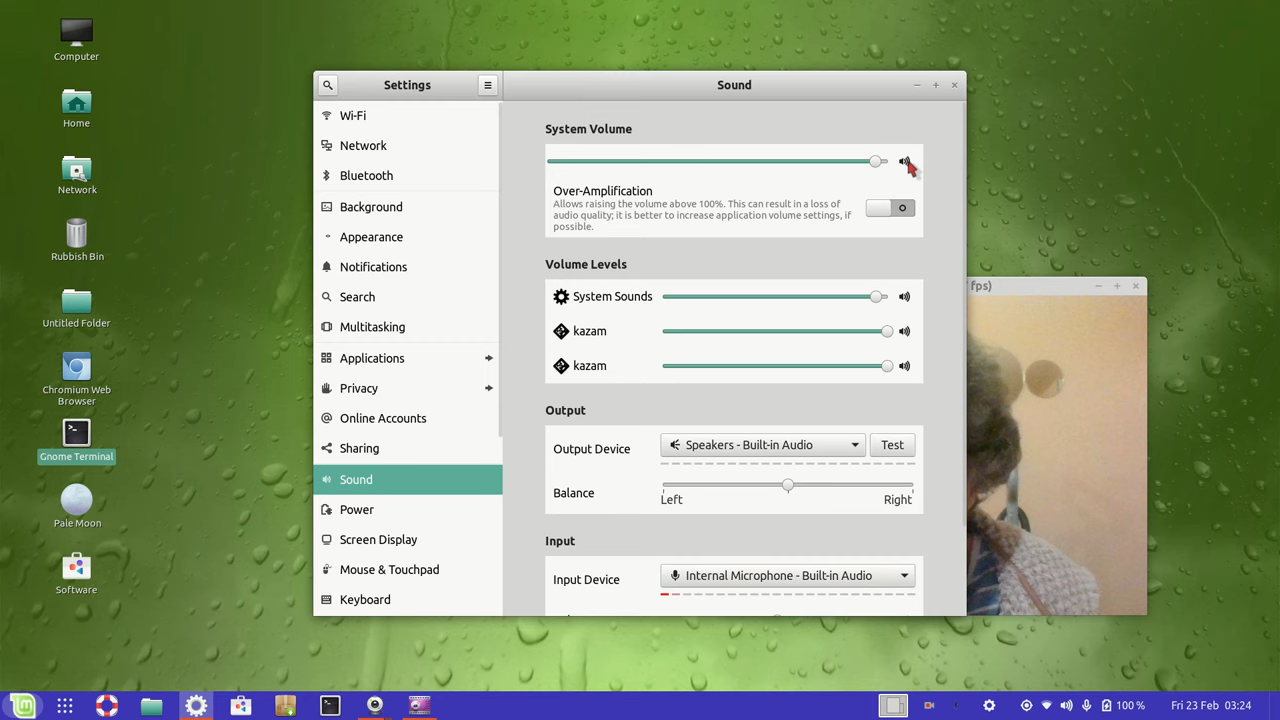 Computer
Home
Network
Rubbish Bin
Untitled Folder
Chromium Web
Browser
Gnome Terminal
Pale Moon
Software
Settings
Sound
Wi-Fi
Network
Bluetooth
Background
Appearance
Notifications
Search
Multitasking
Applications
Privacy
Online Accounts
Sharing
Sound
Power
Screen Display
Mouse & Touchpad
Keyboard
System Volume
Over-Amplification
Allows raising the volume above 100%. This can result in a loss of
audio quality; it is better to increase application volume settings, if
possible.
Volume Levels
System Sounds
kazam
kazam
Output
Output Device
Speakers - Built-in Audio
Test
Balance
Left
Right
Input
Input Device
Internal Microphone - Built-in Audio
fps)
100 %
Fri 23 Feb 03:24